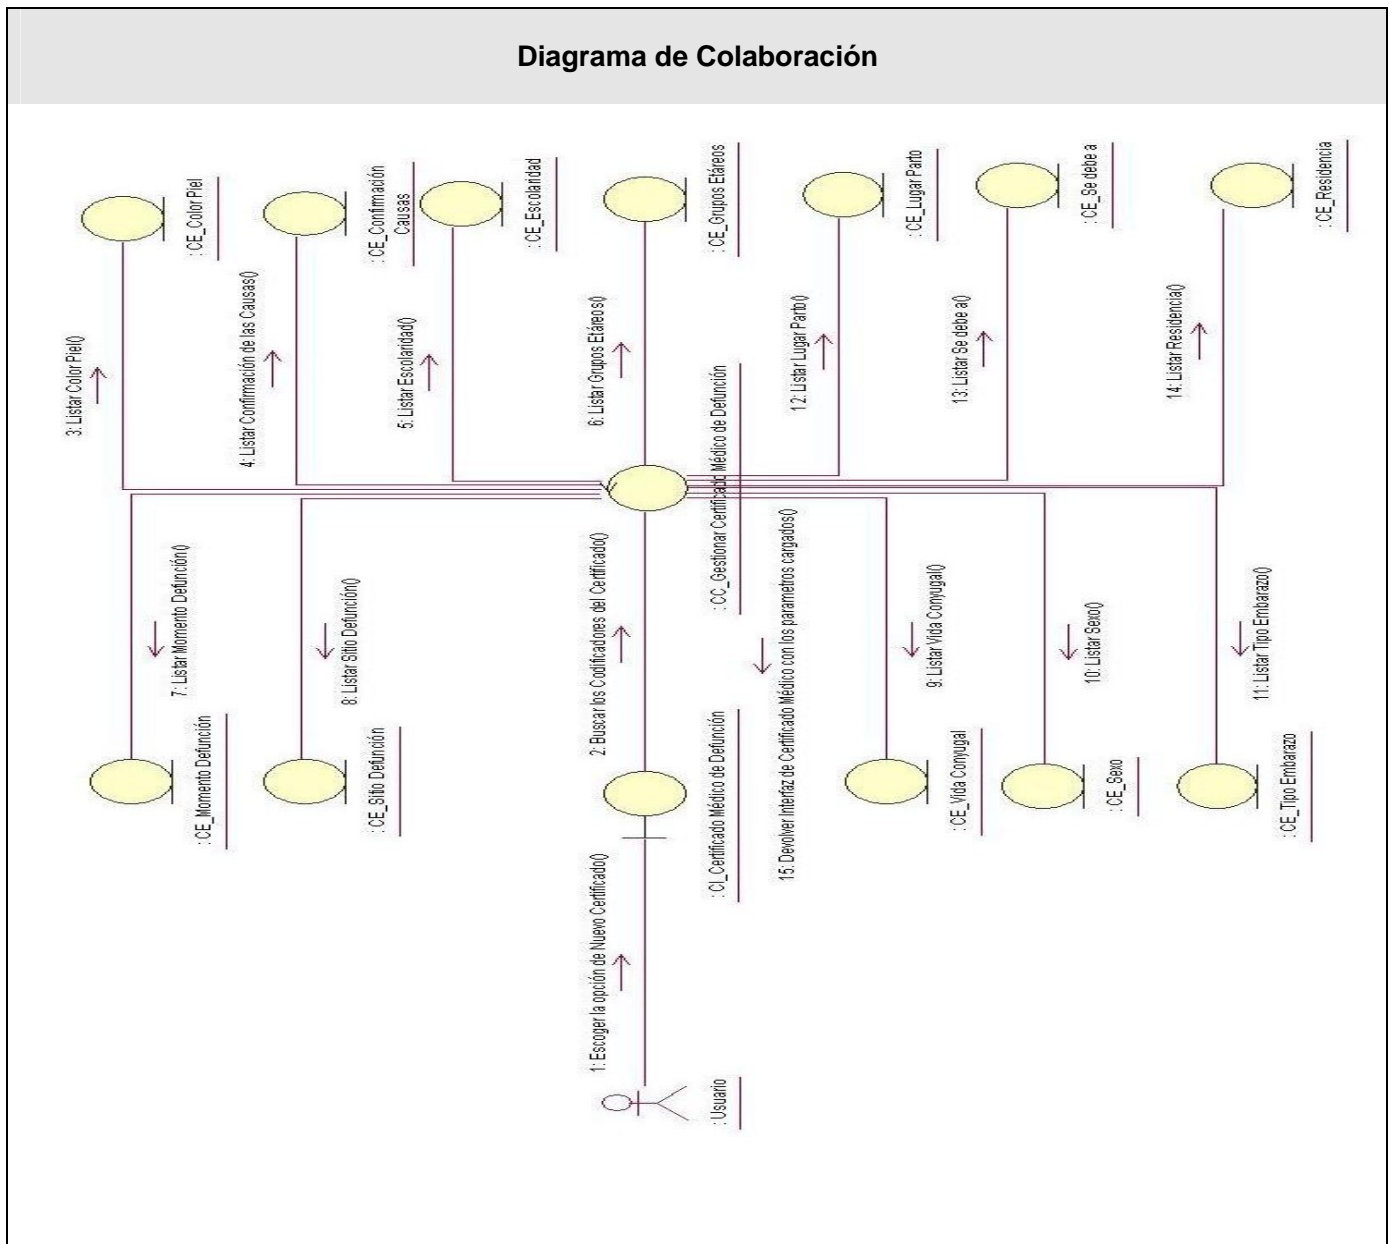 Diagrama de Colaboración
: CE_Color Piel
: CE_Confirmación
Causas
: CE_Escolaridad
: CE_Grupos Etáreos
: CE_Lugar Parto
: CE_Se debe a
: CE_Residencia
3: Listar Color Piel()
4: Listar Confirmación de las Causas()
5: Listar Escolaridad()
6: Listar Grupos Etáreos()
12: Listar Lugar Parto()
13: Listar Se debe a()
14: Listar Residencia()
: CC_Gestionar Certificado Médico de Defunción
7: Listar Momento Defunción()
8: Listar Sitio Defunción()
2: Buscar los Codificadores del Certificado()
15: Devolver Interfaz de Certificado Médico con los parametros cargados()
9: Listar Vida Conyugal()
10: Listar Sexo()
11: Listar Tipo Embarazo()
: CE_Momento Defunción
: CE_Sitio Defunción
: CI_Certificado Médico de Defunción
: CE_Vida Conyugal
: CE_Sexo
: CE_Tipo Embarazo
1: Escoger la opción de Nuevo Certificado()
: Usuario